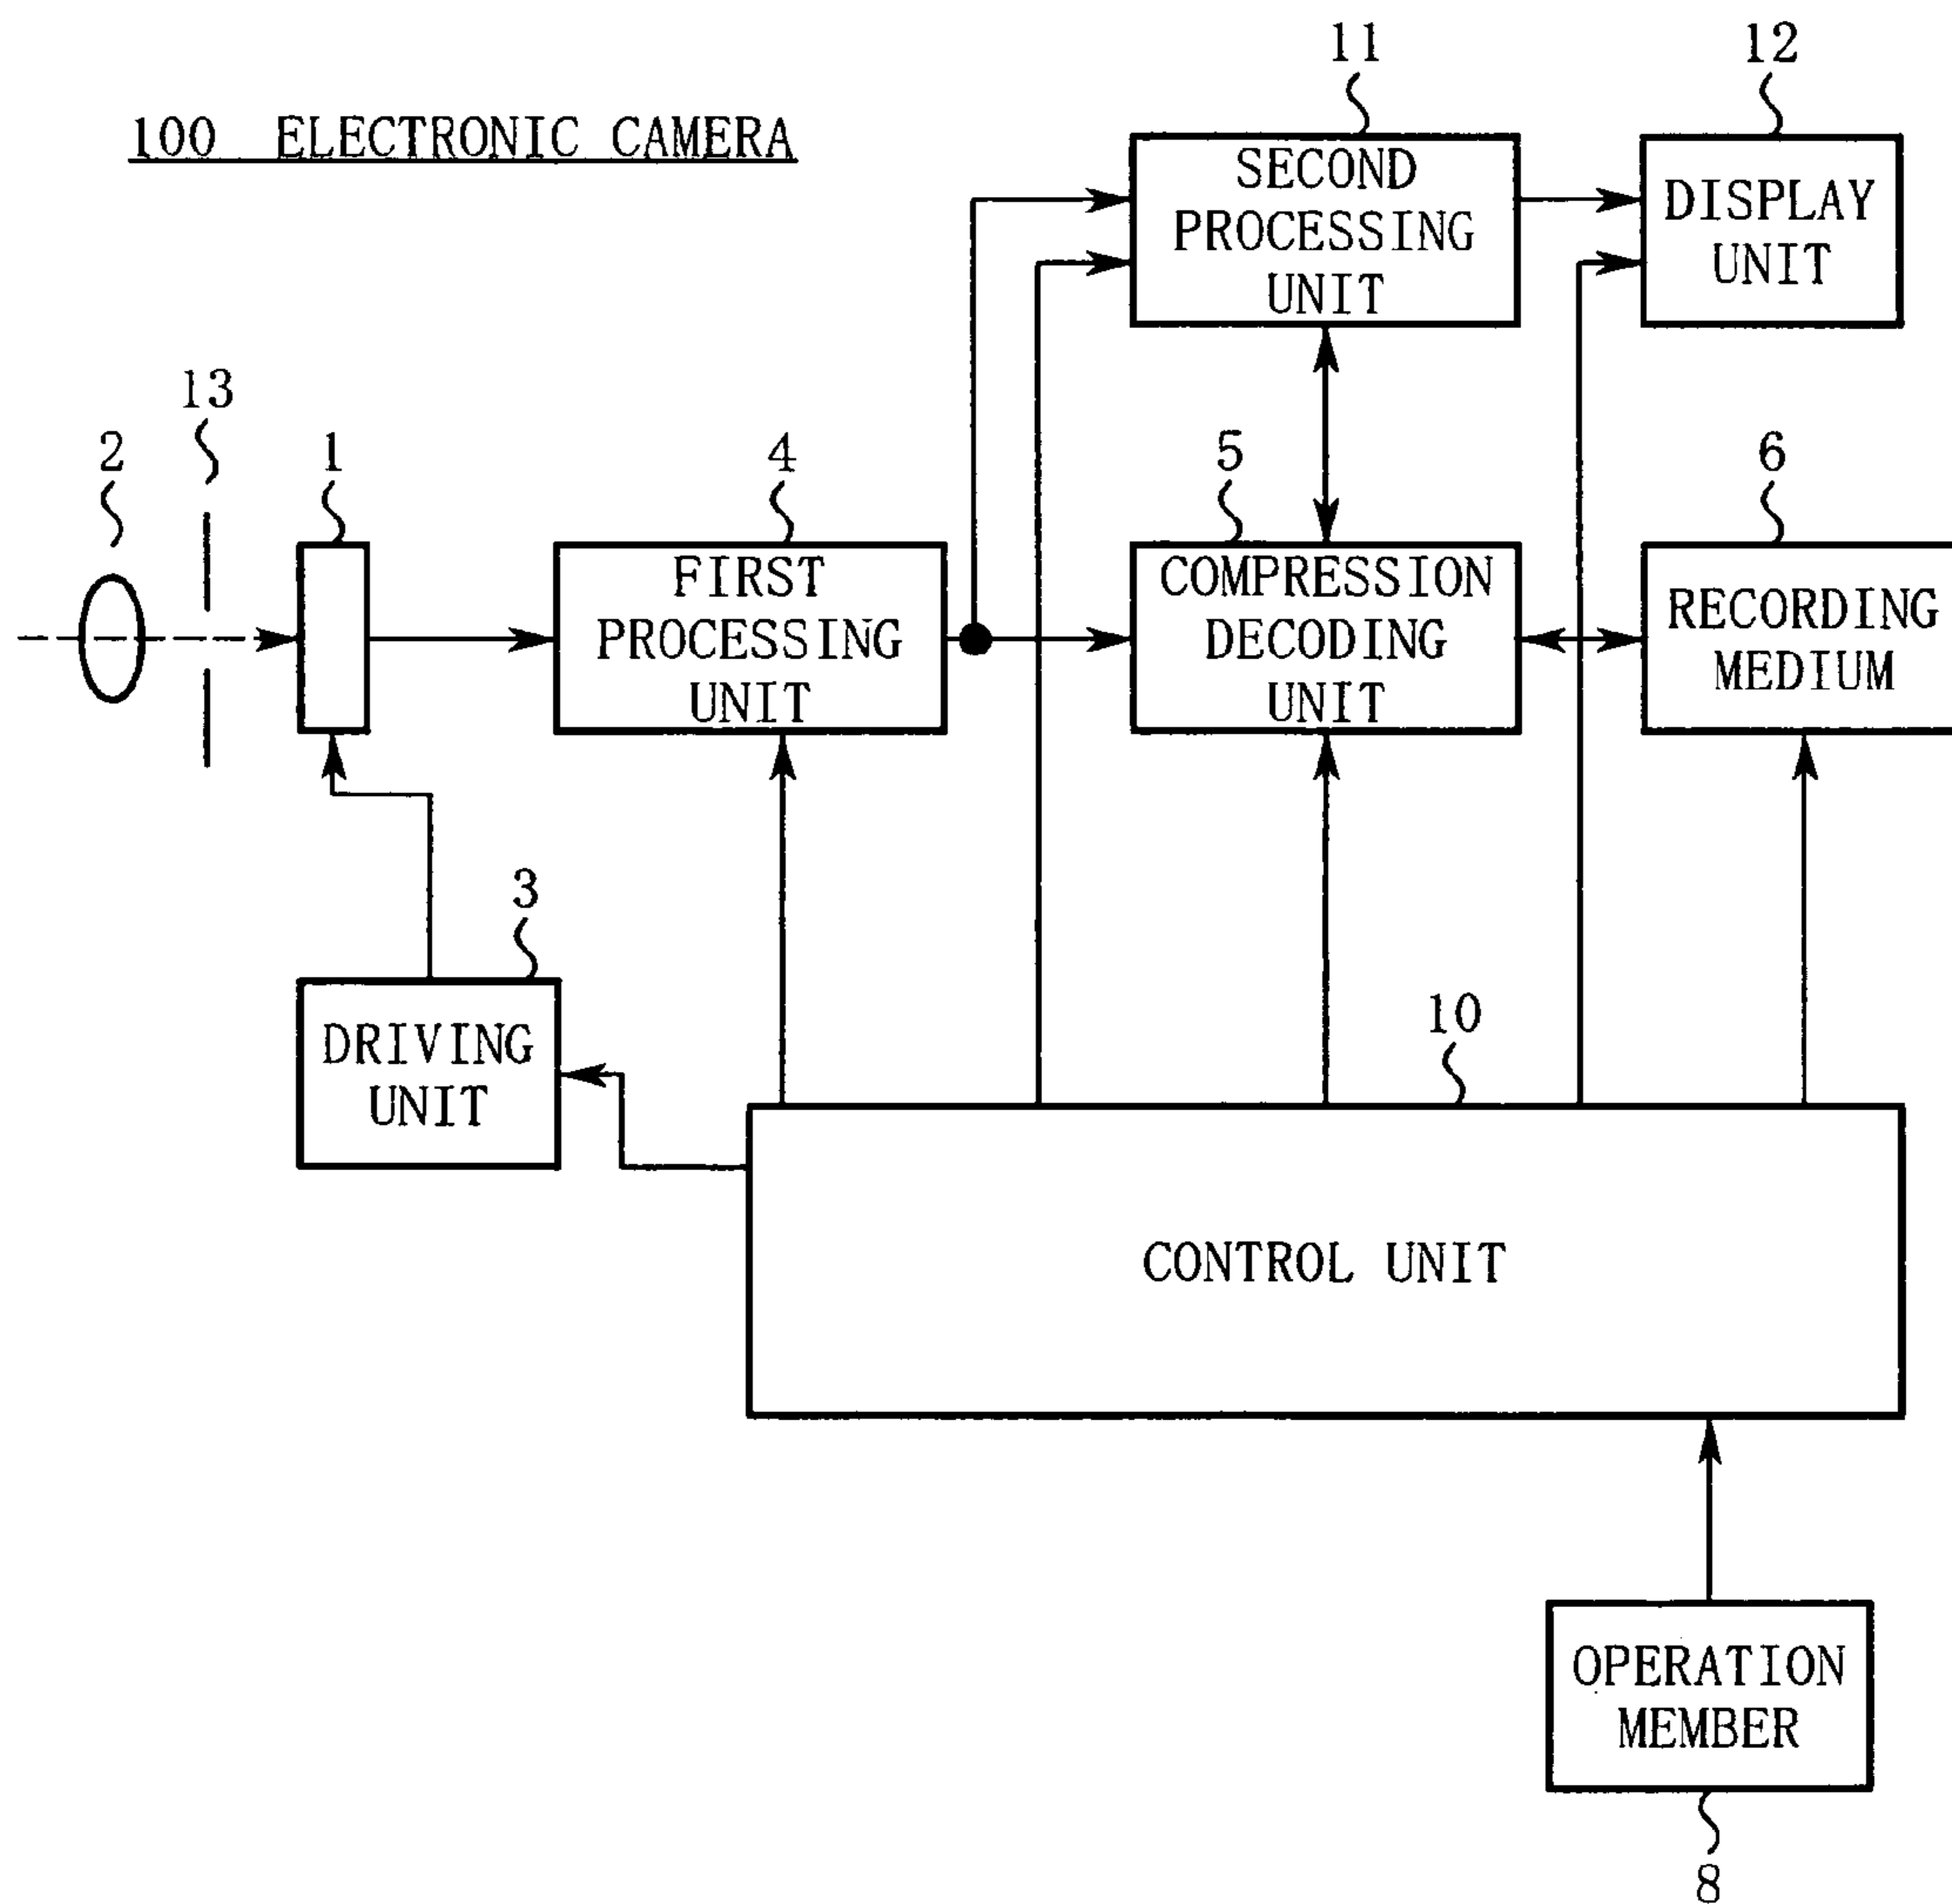 11
12
100 ELECTRONIC CAMERA
SECOND
PROCESSING
UNIT
DISPLAY
UNIT
13
2
1
4
5
6
FIRST
PROCESSING
UNIT
COMPRESSION
DECODING
UNIT
RECORDING
MEDIUM
3
DRIVING
UNIT
10
CONTROL UNIT
OPERATION
MEMBER
8